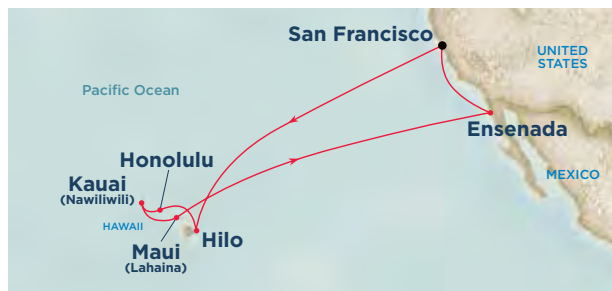 San Francisco
UNITED
STATES
Pacific Ocean
Ensenada
Honolulu
Kauai
(Nawiliwili)
MEXICO
HAWAII
Hilo
Maui
(Lahaina)